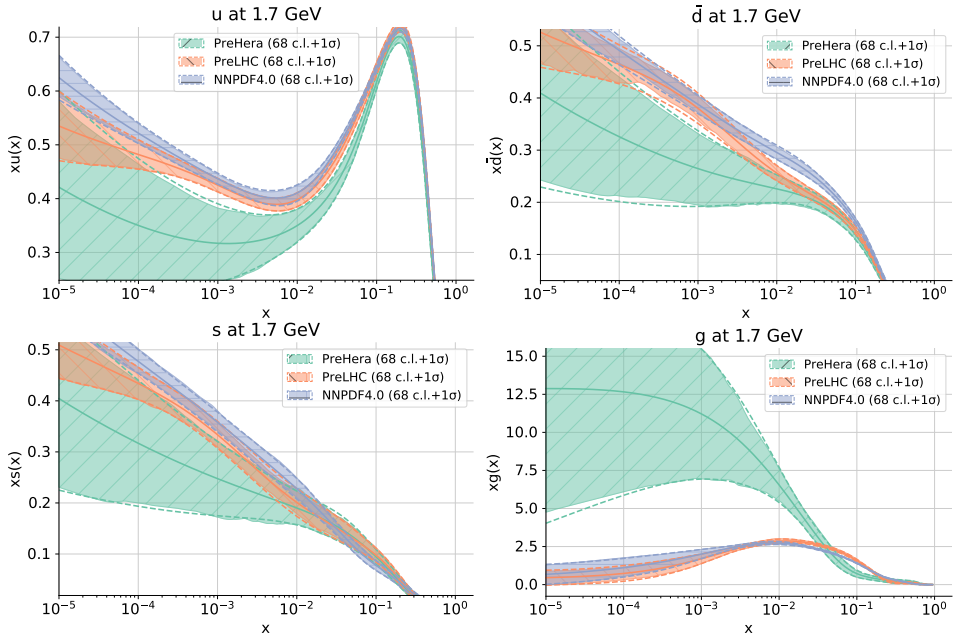 u at 1.7 GeV
xu(x)
0.7
0.6
0.5
0.4
0.3
PreHera (68 c.l.+1σ)
PreLHC (68 c.l.+1σ)
NNPDF4.0 (68 c.l.+1σ)
10⁻⁵ 10⁻⁴ 10⁻³ 10⁻² 10⁻¹ 10⁰
x
d̄ at 1.7 GeV
xd̄(x)
0.5
0.4
0.3
0.2
0.1
PreHera (68 c.l.+1σ)
PreLHC (68 c.l.+1σ)
NNPDF4.0 (68 c.l.+1σ)
10⁻⁵ 10⁻⁴ 10⁻³ 10⁻² 10⁻¹ 10⁰
x
s at 1.7 GeV
xs(x)
0.5
0.4
0.3
0.2
0.1
PreHera (68 c.l.+1σ)
PreLHC (68 c.l.+1σ)
NNPDF4.0 (68 c.l.+1σ)
10⁻⁵ 10⁻⁴ 10⁻³ 10⁻² 10⁻¹ 10⁰
x
g at 1.7 GeV
xg(x)
15.0
12.5
10.0
7.5
5.0
2.5
0.0
PreHera (68 c.l.+1σ)
PreLHC (68 c.l.+1σ)
NNPDF4.0 (68 c.l.+1σ)
10⁻⁵ 10⁻⁴ 10⁻³ 10⁻² 10⁻¹ 10⁰
x